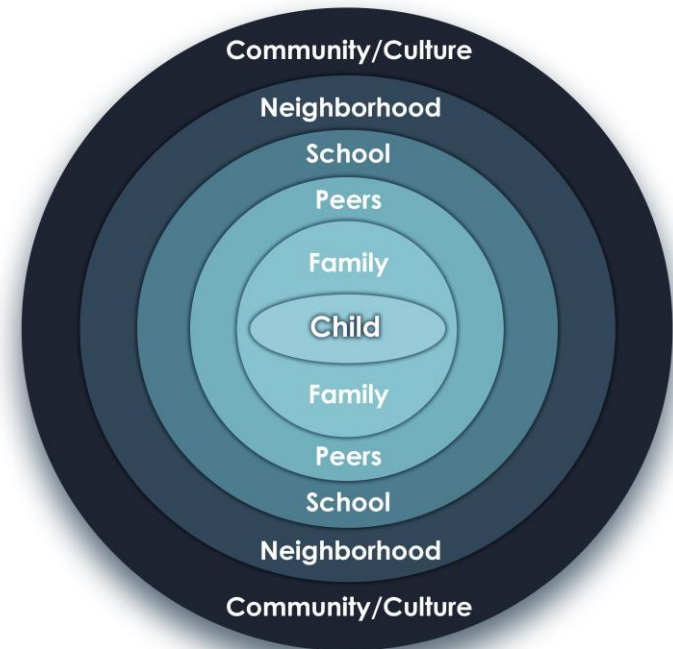 Community/Culture
Neighborhood
School
Peers
Family
Child
Family
Peers
School
Neighborhood
Community/Culture